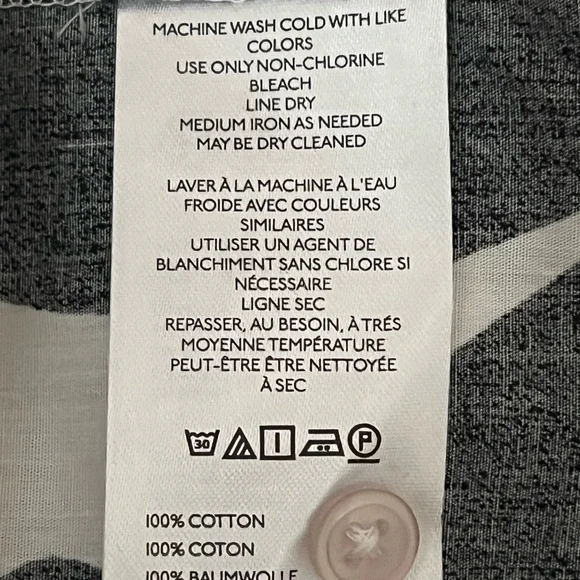 MACHINE WASH COLD WITH LIKE
COLORS
USE ONLY NON-CHLORINE
BLEACH
LINE DRY
MEDIUM IRON AS NEEDED
MAY BE DRY CLEANED
LAVER À LA MACHINE À L'EAU
FROIDE AVEC COULEURS
SIMILAIRES
UTILISER UN AGENT DE
BLANCHIMENT SANS CHLORE SI
NÉCESSAIRE
LIGNE SEC
REPASSER, AU BESOIN, À TRÉS
MOYENNE TEMPÉRATURE
PEUT-ÊTRE ÊTRE NETTOYÉE
À SEC
30 P
100% COTTON
100% COTON
100% BAUMWOLLE